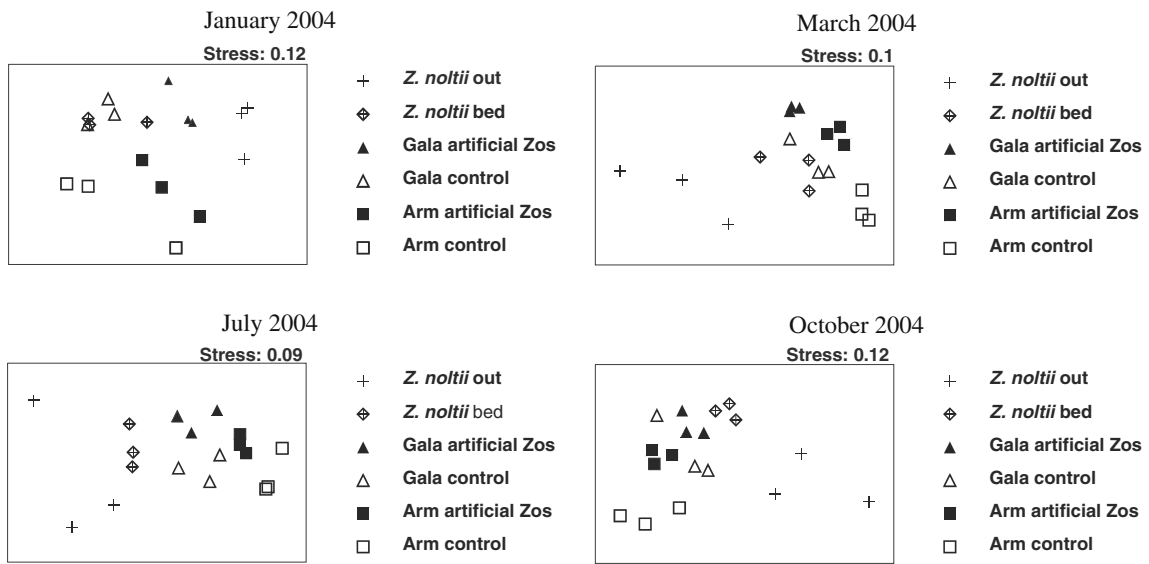 January 2004
Stress: 0.12
Z. noltii out
Z. noltii bed
Gala artificial Zos
Gala control
Arm artificial Zos
Arm control
March 2004
Stress: 0.1
Z. noltii out
Z. noltii bed
Gala artificial Zos
Gala control
Arm artificial Zos
Arm control
July 2004
Stress: 0.09
Z. noltii out
Z. noltii bed
Gala artificial Zos
Gala control
Arm artificial Zos
Arm control
October 2004
Stress: 0.12
Z. noltii out
Z. noltii bed
Gala artificial Zos
Gala control
Arm artificial Zos
Arm control